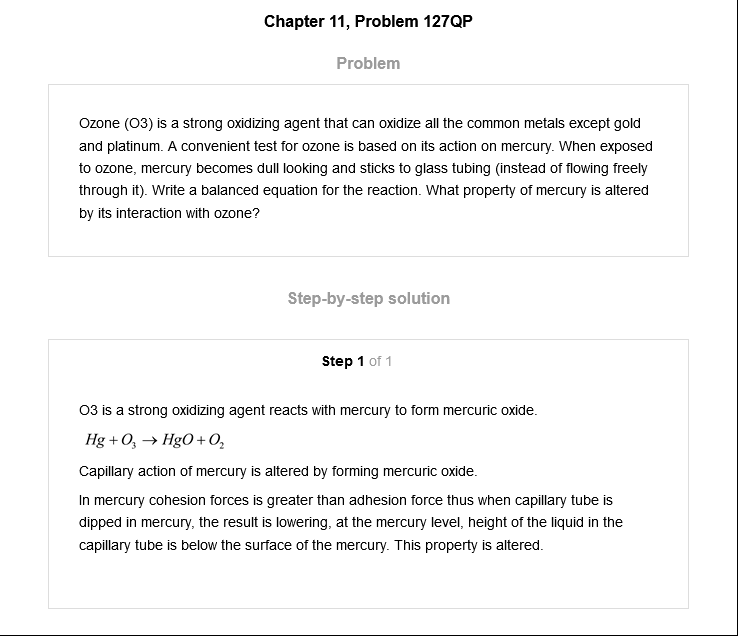 Chapter 11, Problem 127QP
Problem
Ozone (O3) is a strong oxidizing agent that can oxidize all the common metals except gold
and platinum. A convenient test for ozone is based on its action on mercury. When exposed
to ozone, mercury becomes dull looking and sticks to glass tubing (instead of flowing freely
through it). Write a balanced equation for the reaction. What property of mercury is altered
by its interaction with ozone?
Step-by-step solution
Step 1 of 1
O3 is a strong oxidizing agent reacts with mercury to form mercuric oxide.
Hg + O₃ → HgO + O₂
Capillary action of mercury is altered by forming mercuric oxide.
In mercury cohesion forces is greater than adhesion force thus when capillary tube is
dipped in mercury, the result is lowering, at the mercury level, height of the liquid in the
capillary tube is below the surface of the mercury. This property is altered.